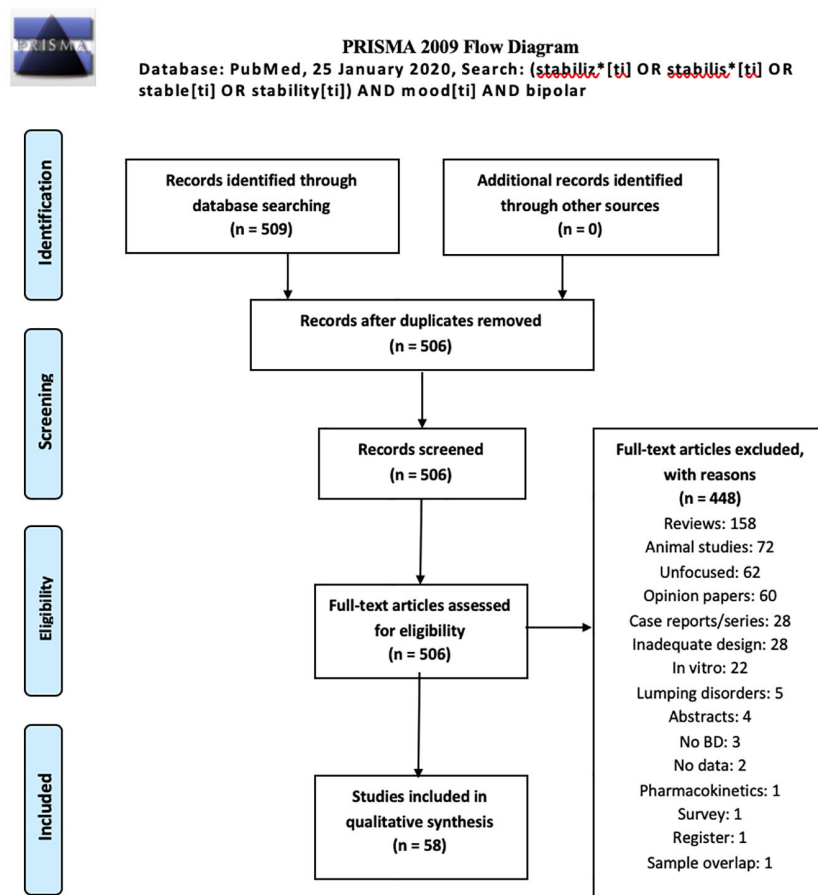 PRISMA
PRISMA 2009 Flow Diagram
Database: PubMed, 25 January 2020, Search: (stabiliz*[ti] OR stabilis*[ti] OR
stable[ti] OR stability[ti]) AND mood[ti] AND bipolar
Identification
Records identified through
database searching
(n = 509)
Additional records identified
through other sources
(n = 0)
Records after duplicates removed
(n = 506)
Screening
Records screened
(n = 506)
Eligibility
Full-text articles assessed
for eligibility
(n = 506)
Full-text articles excluded,
with reasons
(n = 448)
Reviews: 158
Animal studies: 72
Unfocused: 62
Opinion papers: 60
Case reports/series: 28
Inadequate design: 28
In vitro: 22
Lumping disorders: 5
Abstracts: 4
No BD: 3
No data: 2
Pharmacokinetics: 1
Survey: 1
Register: 1
Sample overlap: 1
Included
Studies included in
qualitative synthesis
(n = 58)